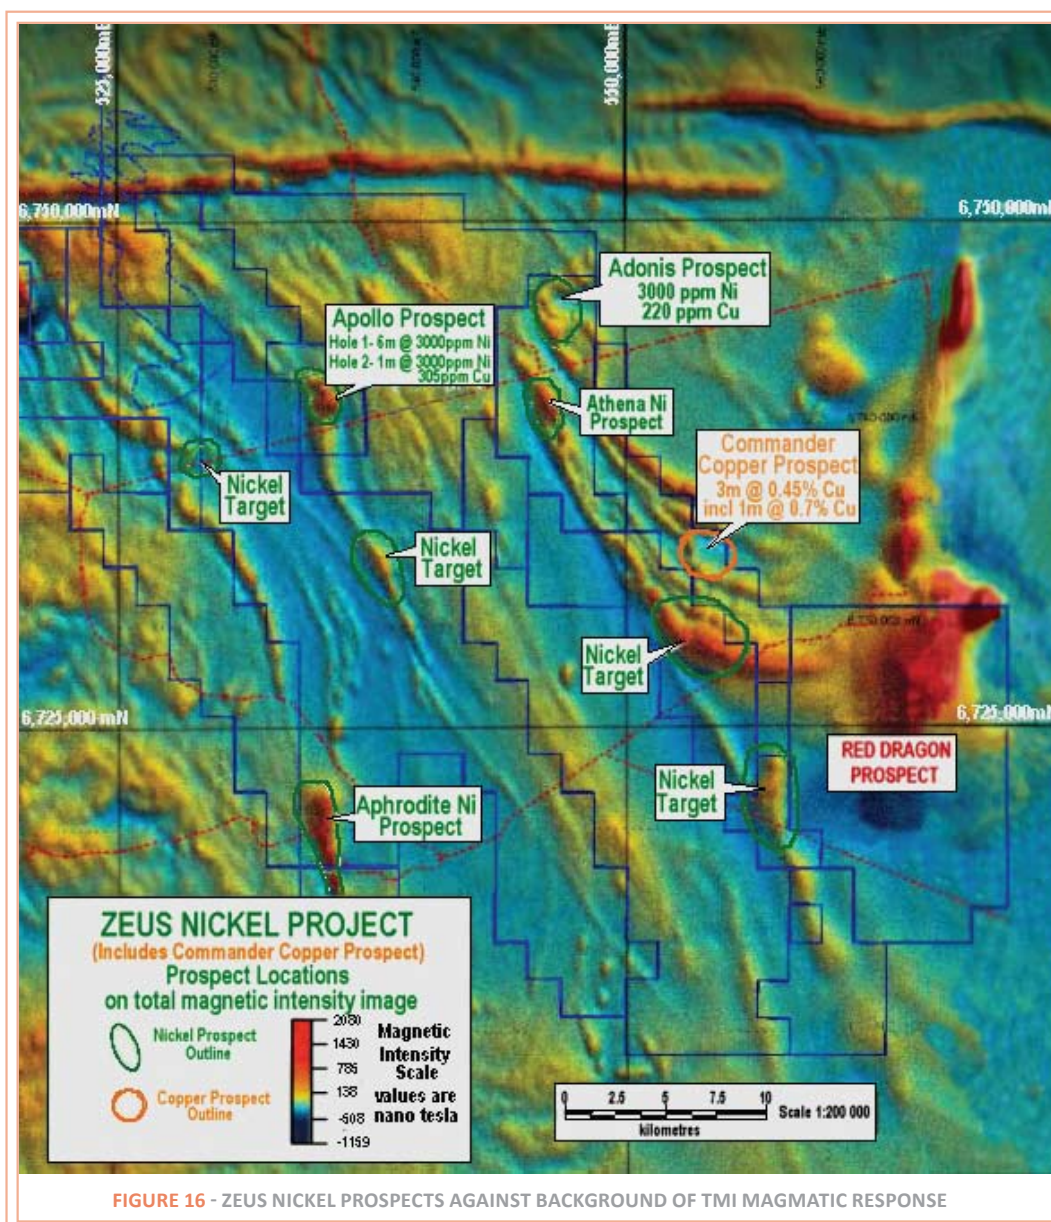 525,000mE
550,000mE
6,750,000mN
6,750,000mN
Adonis Prospect
3000 ppm Ni
220 ppm Cu
Apollo Prospect
Hole 1- 6m @ 3000ppm Ni
Hole 2- 1m @ 3000ppm Ni
305ppm Cu
Athena Ni
Prospect
Commander
Copper Prospect
3m @ 0.45% Cu
incl 1m @ 0.7% Cu
Nickel
Target
Nickel
Target
Nickel
Target
6,725,000 mN
6,725,000mN
RED DRAGON
PROSPECT
Nickel
Target
Aphrodite Ni
Prospect
ZEUS NICKEL PROJECT
(Includes Commander Copper Prospect)
Prospect Locations
on total magnetic intensity image
Nickel Prospect
Outline
Copper Prospect
Outline
2080
1430
785
138
-508
-1159
Magnetic
Intensity
Scale
values are
nano tesla
0 2.5 5 7.5 10
kilometres
Scale 1:200 000
FIGURE 16 - ZEUS NICKEL PROSPECTS AGAINST BACKGROUND OF TMI MAGMATIC RESPONSE